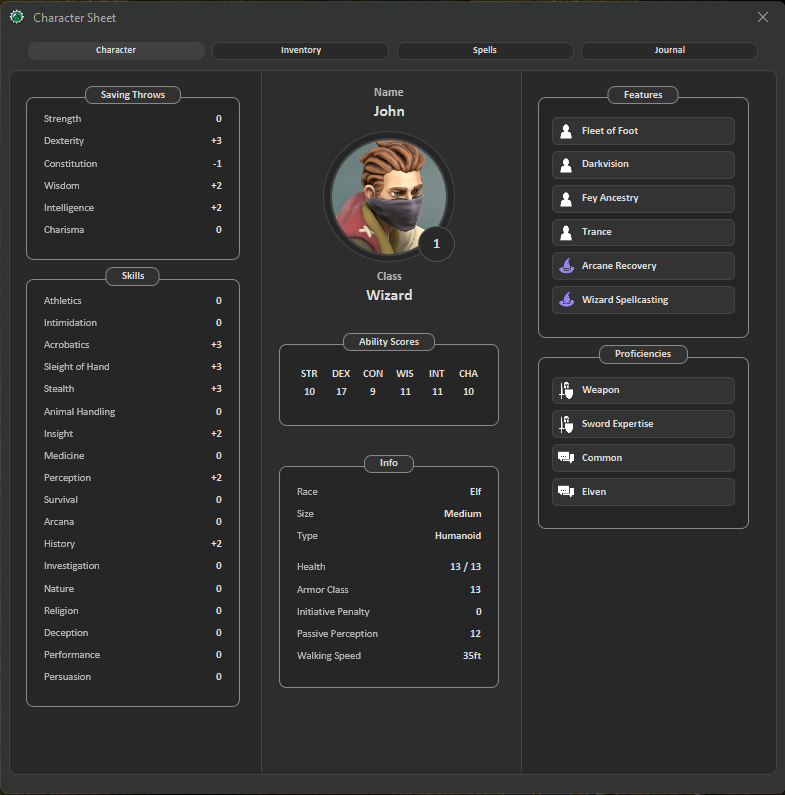 Character Sheet
Character Inventory Spells Journal
Saving Throws
Strength 0
Dexterity +3
Constitution -1
Wisdom +2
Intelligence +2
Charisma 0
Skills
Athletics 0
Intimidation 0
Acrobatics +3
Sleight of Hand +3
Stealth +3
Animal Handling 0
Insight +2
Medicine 0
Perception +2
Survival 0
Arcana 0
History +2
Investigation 0
Nature 0
Religion 0
Deception 0
Performance 0
Persuasion 0
Name
John
1
Class
Wizard
Ability Scores
STR DEX CON WIS INT CHA
10 17 9 11 11 10
Info
Race Elf
Size Medium
Type Humanoid
Health 13 / 13
Armor Class 13
Initiative Penalty 0
Passive Perception 12
Walking Speed 35ft
Features
Fleet of Foot
Darkvision
Fey Ancestry
Trance
Arcane Recovery
Wizard Spellcasting
Proficiencies
Weapon
Sword Expertise
Common
Elven